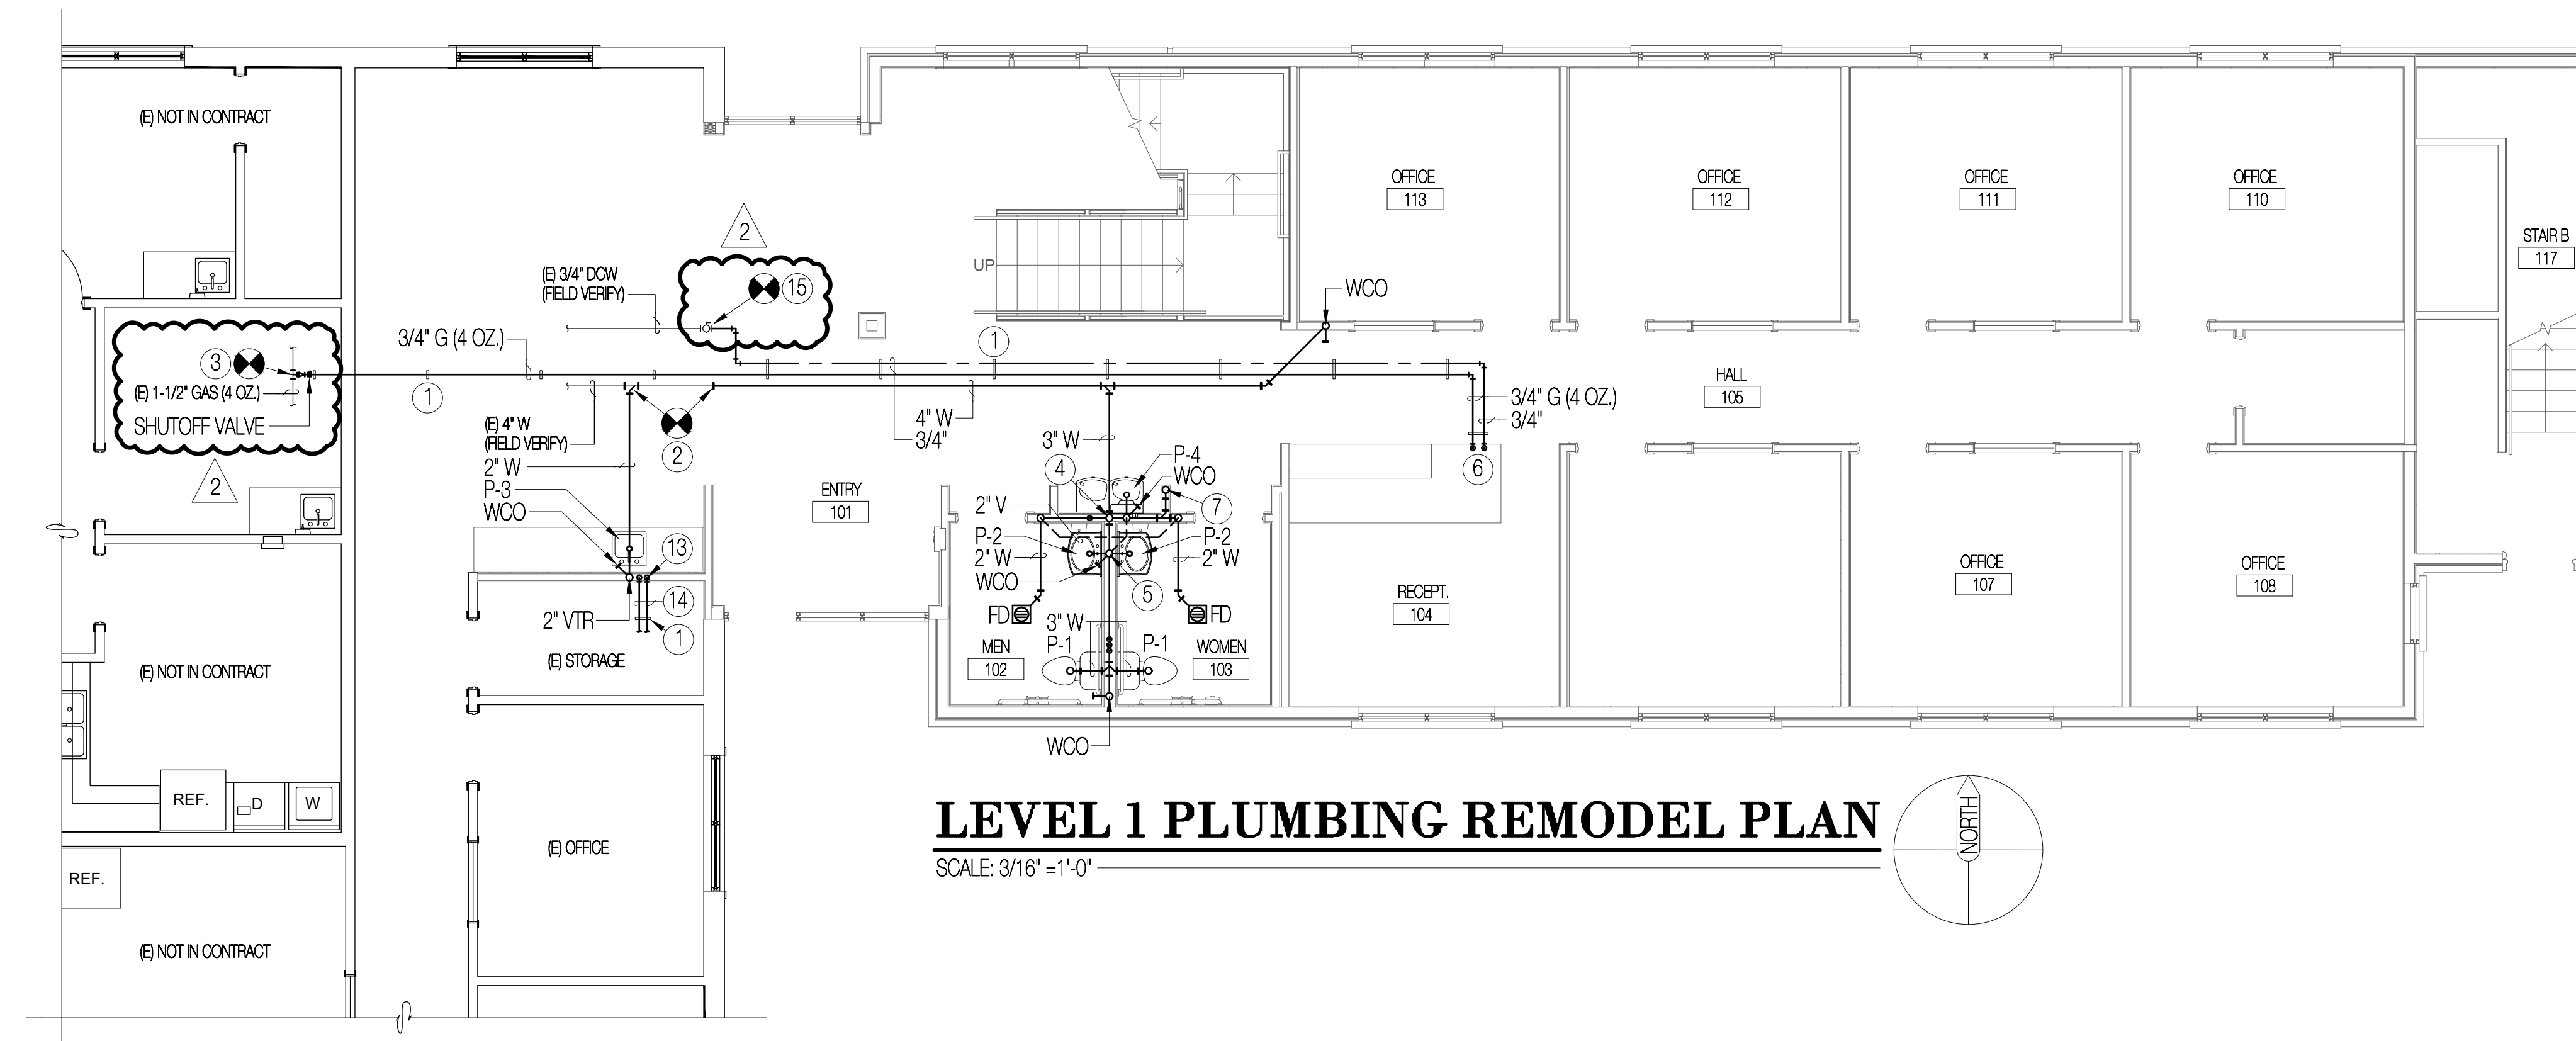 (E) NOT IN CONTRACT
OFFICE
113
OFFICE
112
OFFICE
111
OFFICE
110
STAIR B
117
2
(E) 3/4" DCW
(FIELD VERIFY)
15
UP
WCO
3/4" G (4 OZ.)
1
3
(E) 1-1/2" GAS (4 OZ.)
SHUTOFF VALVE
1
2
(E) 4" W
(FIELD VERIFY)
2
4" W
3/4"
3/4" G (4 OZ.)
3/4"
HALL
105
3" W
2" W
P-3
WCO
4
P-4
WCO
6
ENTRY
101
2" V
7
P-2
2" W
WCO
P-2
2" W
13
5
14
2" VTR
1
FD
FD
3" W
P-1
P-1
MEN
102
WOMEN
103
RECEPT.
104
OFFICE
107
OFFICE
108
(E) STORAGE
(E) NOT IN CONTRACT
WCO
REF.
D
W
(E) OFFICE
REF.
(E) NOT IN CONTRACT
LEVEL 1 PLUMBING REMODEL PLAN
SCALE: 3/16" =1'-0"
NORTH